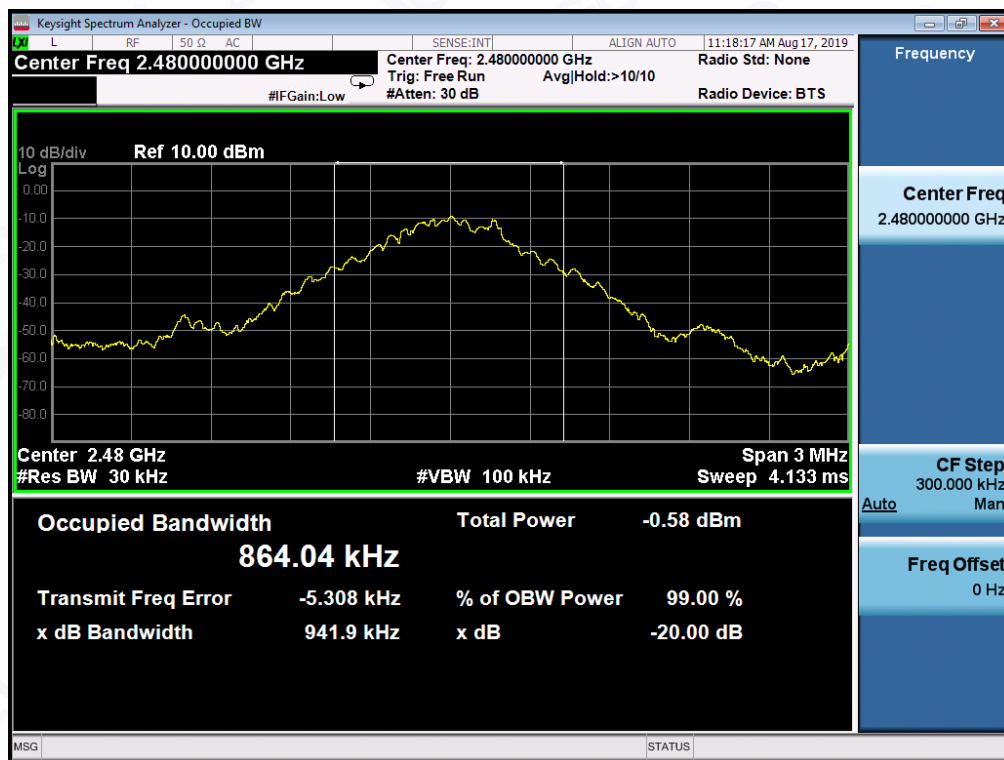 Keysight Spectrum Analyzer - Occupied BW
LXI L RF 50 Ω AC SENSE:INT ALIGN AUTO 11:18:17 AM Aug 17, 2019
Center Freq 2.480000000 GHz
Center Freq: 2.480000000 GHz
Radio Std: None
Trig: Free Run Avg|Hold:>10/10
#IFGain:Low
#Atten: 30 dB
Radio Device: BTS
10 dB/div Ref 10.00 dBm
Log
0.00
-10.0
-20.0
-30.0
-40.0
-50.0
-60.0
-70.0
-80.0
Center 2.48 GHz Span 3 MHz
#Res BW 30 kHz #VBW 100 kHz Sweep 4.133 ms
Occupied Bandwidth Total Power -0.58 dBm
864.04 kHz
Transmit Freq Error -5.308 kHz % of OBW Power 99.00 %
x dB Bandwidth 941.9 kHz x dB -20.00 dB
MSG STATUS
Frequency
Center Freq
2.480000000 GHz
CF Step
300.000 kHz
Auto Man
Freq Offset
0 Hz